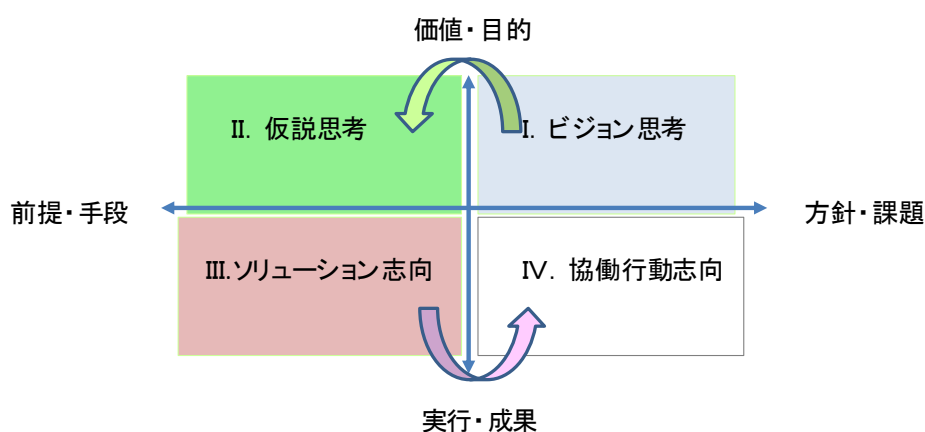 価値・目的
II. 仮説思考
I. ビジョン思考
前提・手段
方針・課題
III.ソリューション志向
IV. 協働行動志向
実行・成果